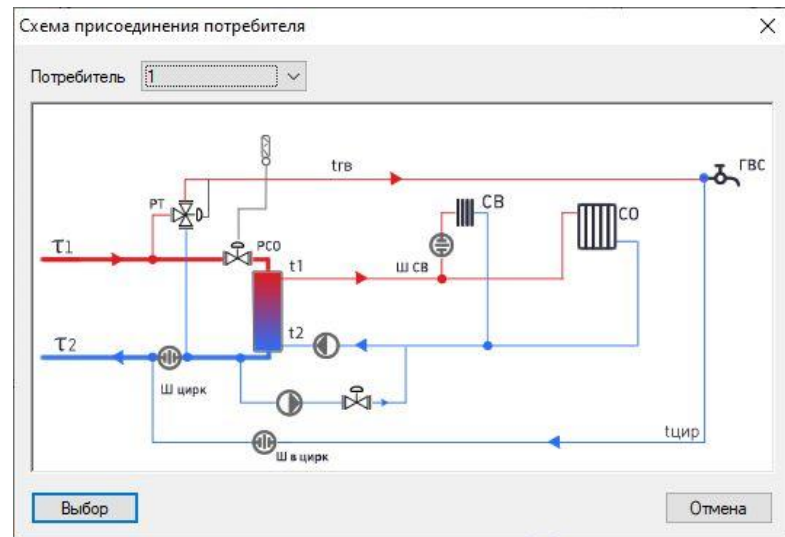 Схема присоединения потребителя
Потребитель 1
tгв
ГВС
РТ
СВ
СО
τ1
РСО
t1
Ш СВ
t2
τ2
Ш цирк
tцир
Ш в цирк
Выбор
Отмена